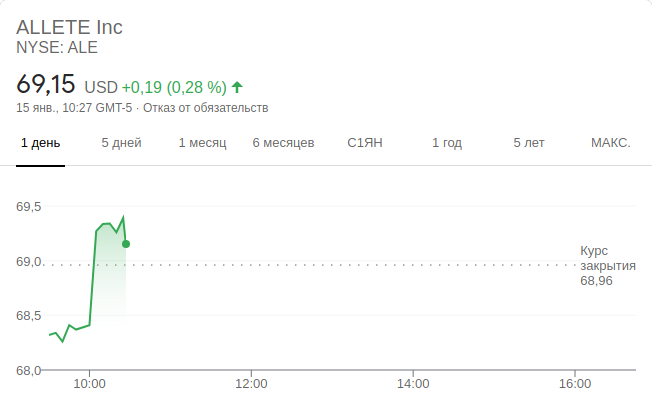 ALLETE Inc
NYSE: ALE
69,15 USD +0,19 (0,28 %)
15 янв., 10:27 GMT-5 · Отказ от обязательств
1 день 5 дней 1 месяц 6 месяцев С1ЯН 1 год 5 лет МАКС.
69,5
69,0
68,5
68,0
Курс
закрытия
68,96
10:00 12:00 14:00 16:00